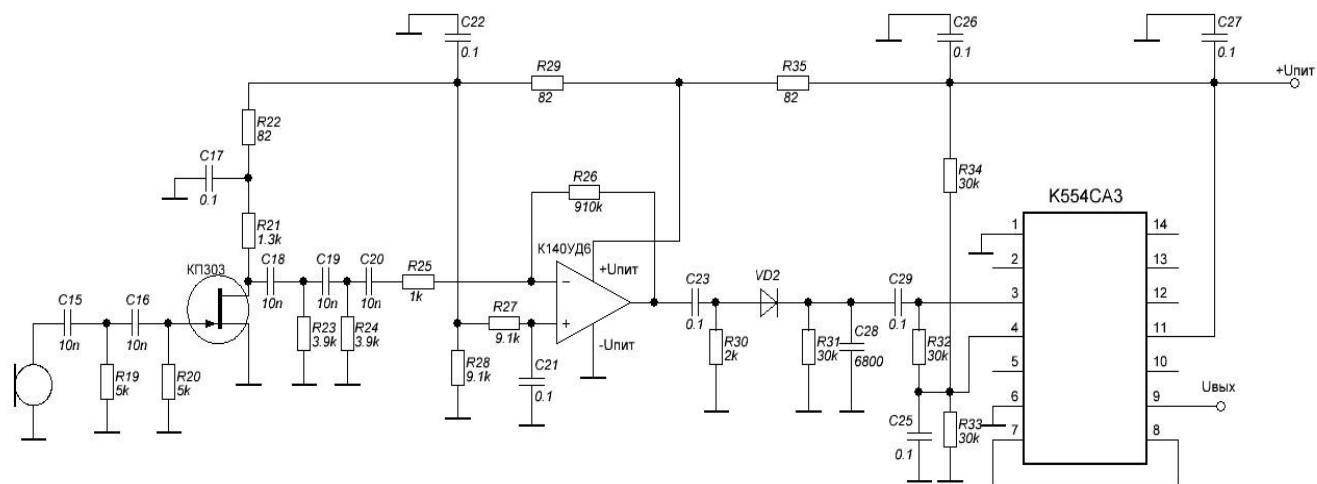 C22
0.1
C26
0.1
C27
0.1
R29
82
R35
82
+Uпит
R22
82
C17
0.1
R34
30k
R26
910k
K554CA3
R21
1.3k
1
14
КП303
C18
10n
C19
10n
C20
10n
R25
1k
К140УД6
+Uпит
−
2
13
C15
10n
C16
10n
R27
9.1k
+
C23
0.1
VD2
C29
0.1
3
12
R23
3.9k
R24
3.9k
-Uпит
4
11
R19
5k
R20
5k
R28
9.1k
C21
0.1
R30
2k
R31
30k
C28
6800
R32
30k
5
10
Uвых
6
9
C25
0.1
R33
30k
7
8